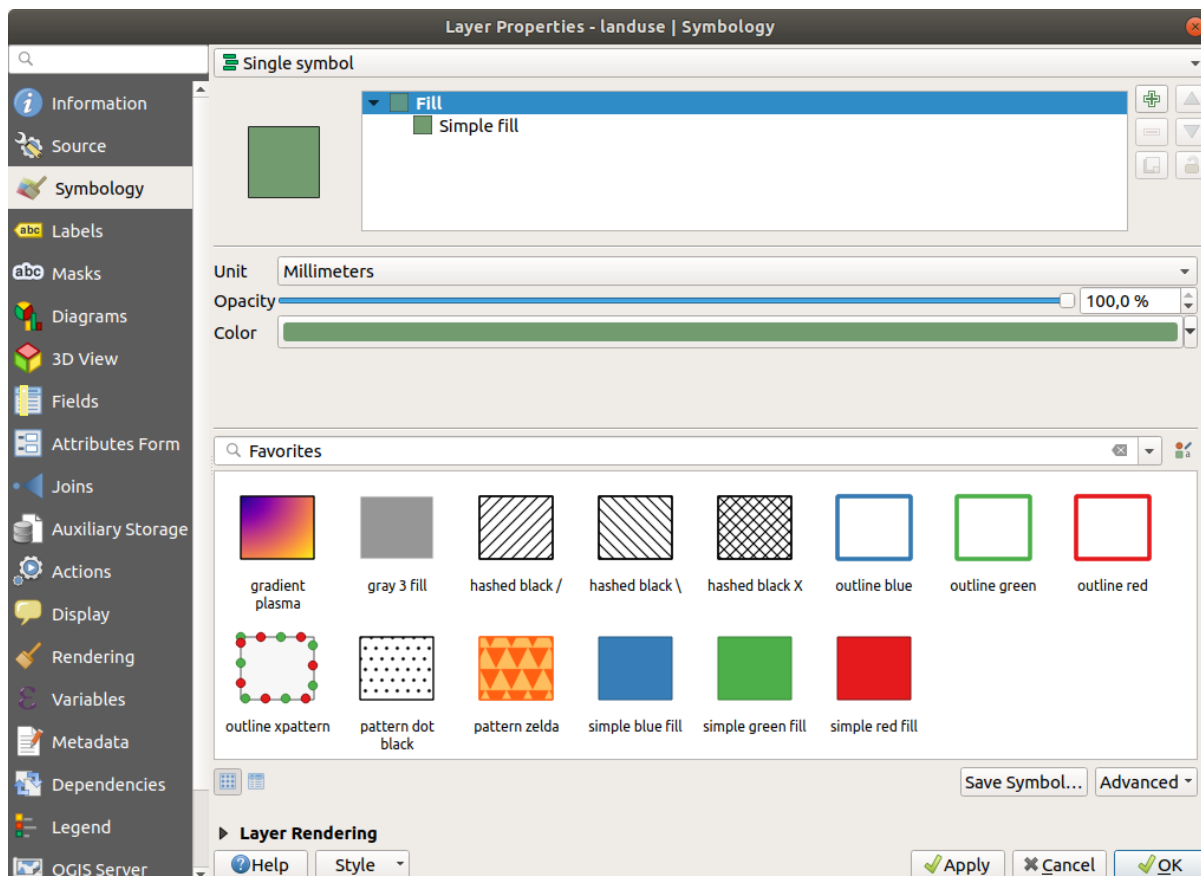 Layer Properties - landuse | Symbology
Information
Source
Symbology
Labels
Masks
Diagrams
3D View
Fields
Attributes Form
Joins
Auxiliary Storage
Actions
Display
Rendering
Variables
Metadata
Dependencies
Legend
QGIS Server
Single symbol
Fill
Simple fill
Unit Millimeters
Opacity 100,0 %
Color
Favorites
gradient plasma
gray 3 fill
hashed black /
hashed black \
hashed black X
outline blue
outline green
outline red
outline xpattern
pattern dot black
pattern zelda
simple blue fill
simple green fill
simple red fill
Save Symbol... Advanced
Layer Rendering
Help Style Apply Cancel OK